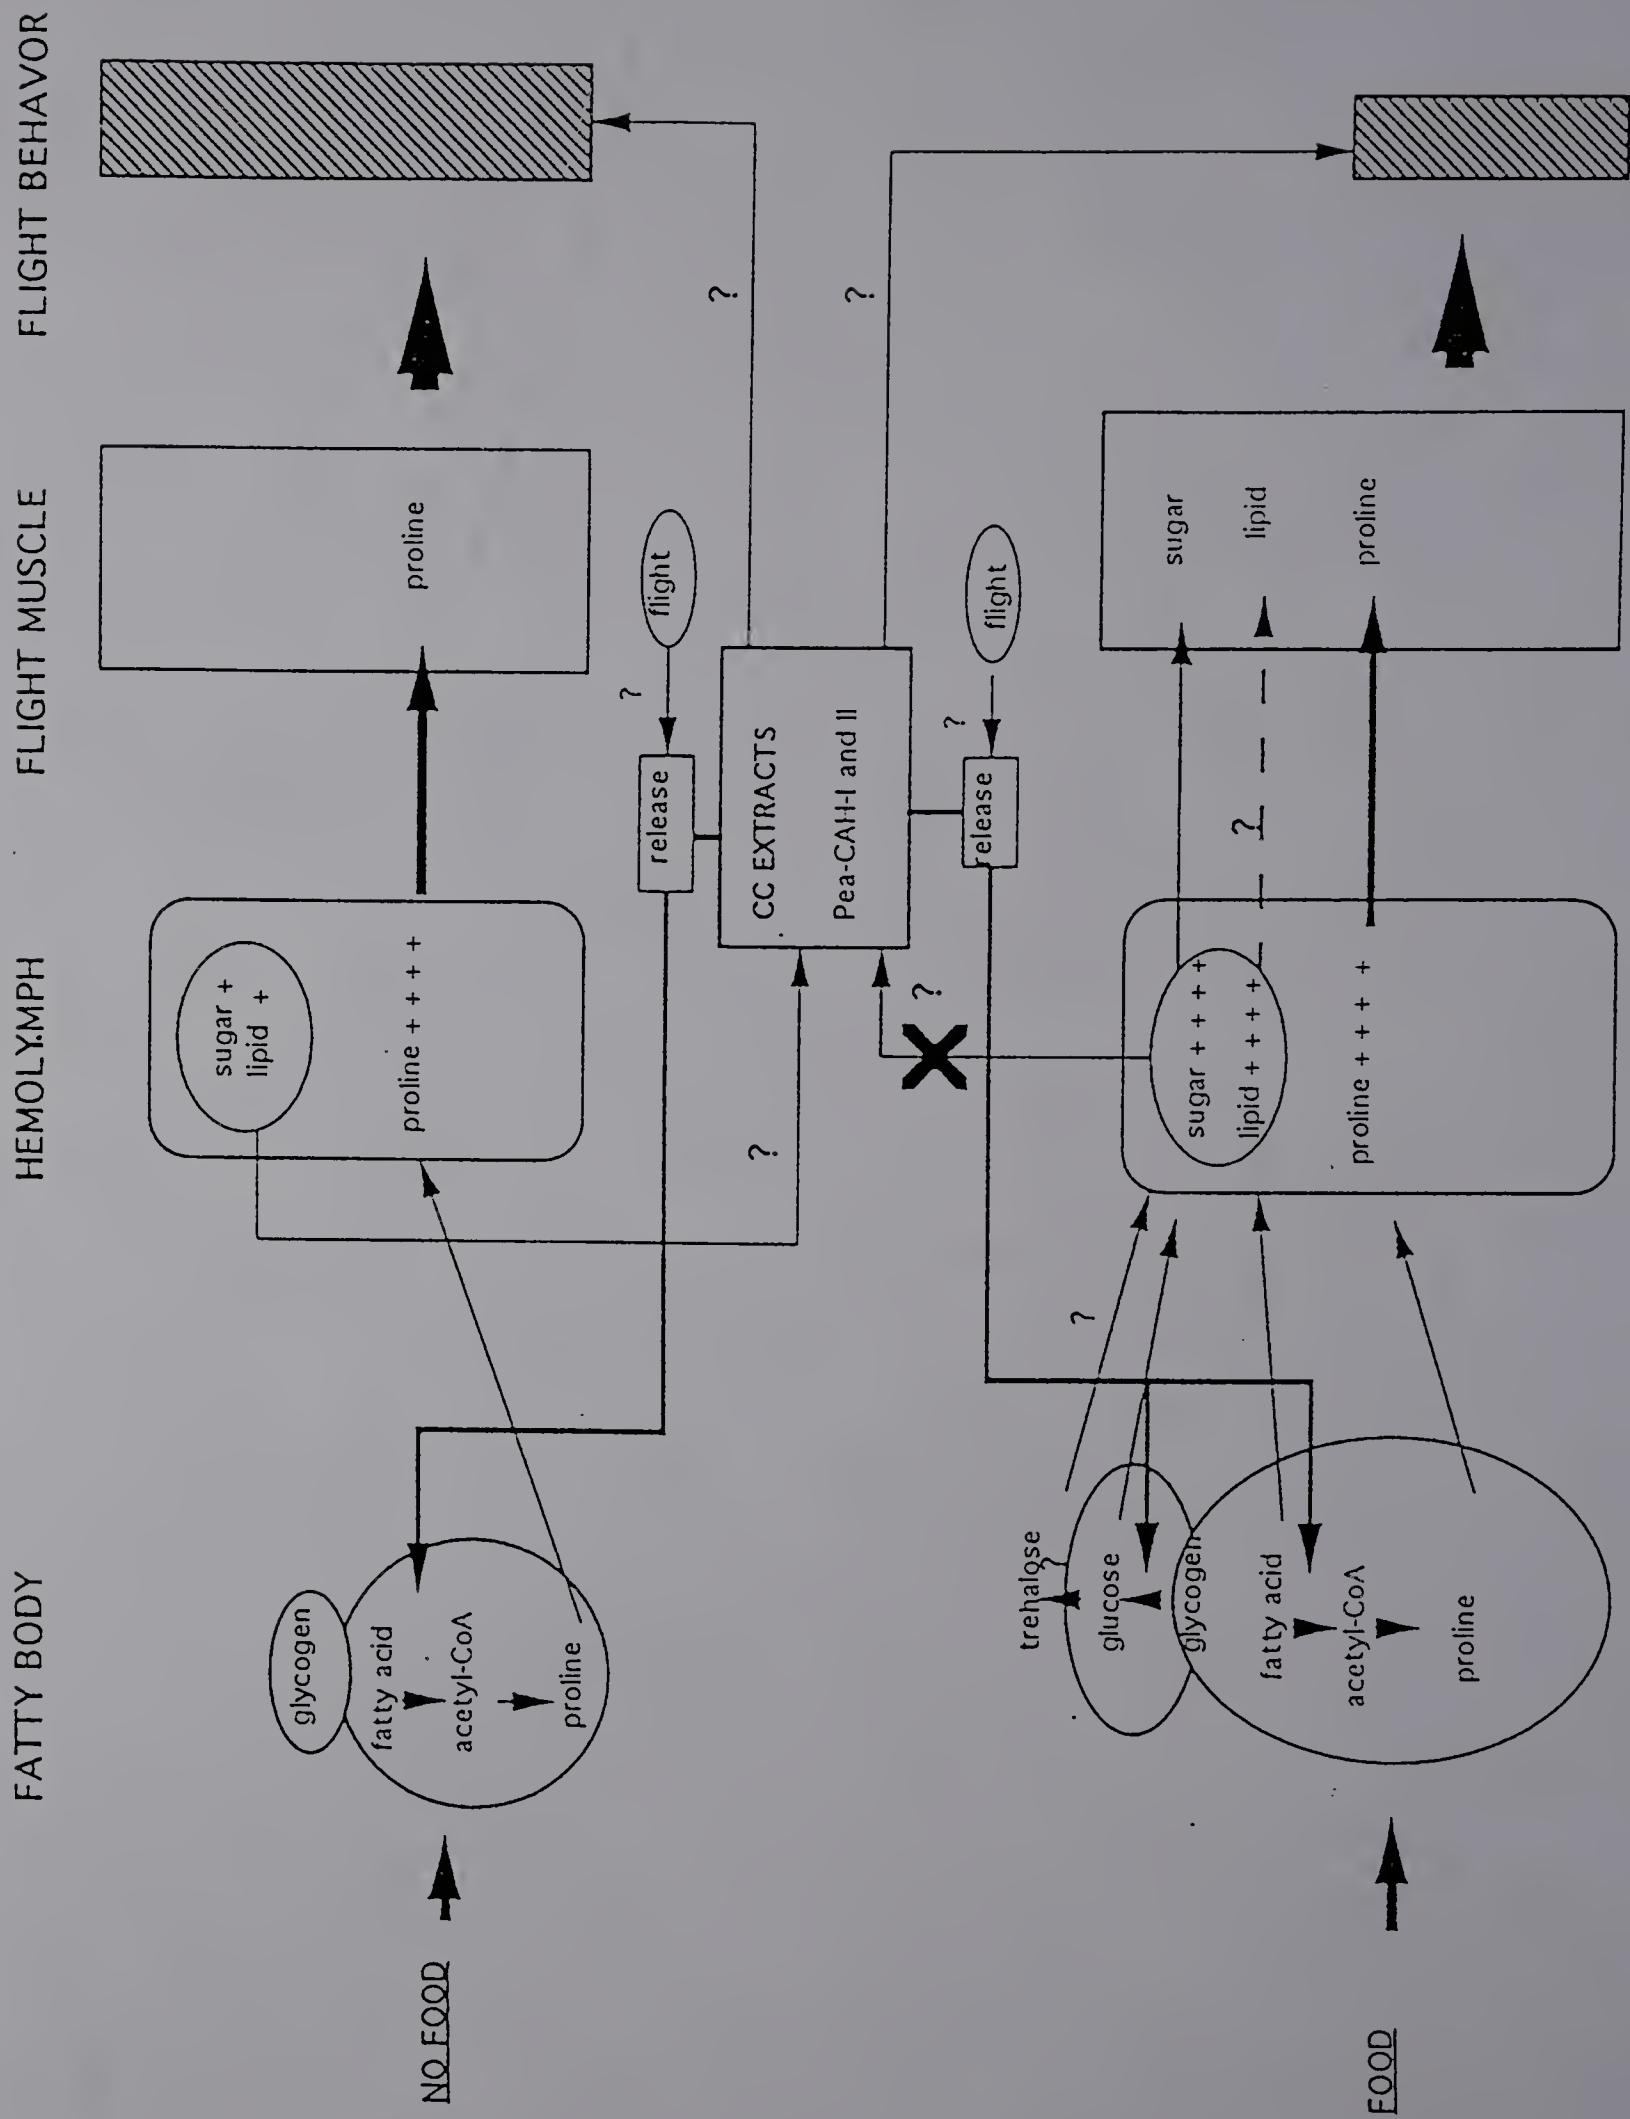 FATTY BODY
HEMOLYMPH
FLIGHT MUSCLE
FLIGHT BEHAVOR
NO FOOD
glycogen
fatty acid
acetyl-CoA
proline
sugar +
lipid +
proline + + + +
proline
?
?
release
flight
?
CC EXTRACTS
Pea-CAH-I and II
?
?
release
flight
?
FOOD
trehalose
?
glucose
glycogen
fatty acid
acetyl-CoA
proline
?
sugar + + + +
lipid + + + +
proline + + + +
?
sugar
lipid
proline